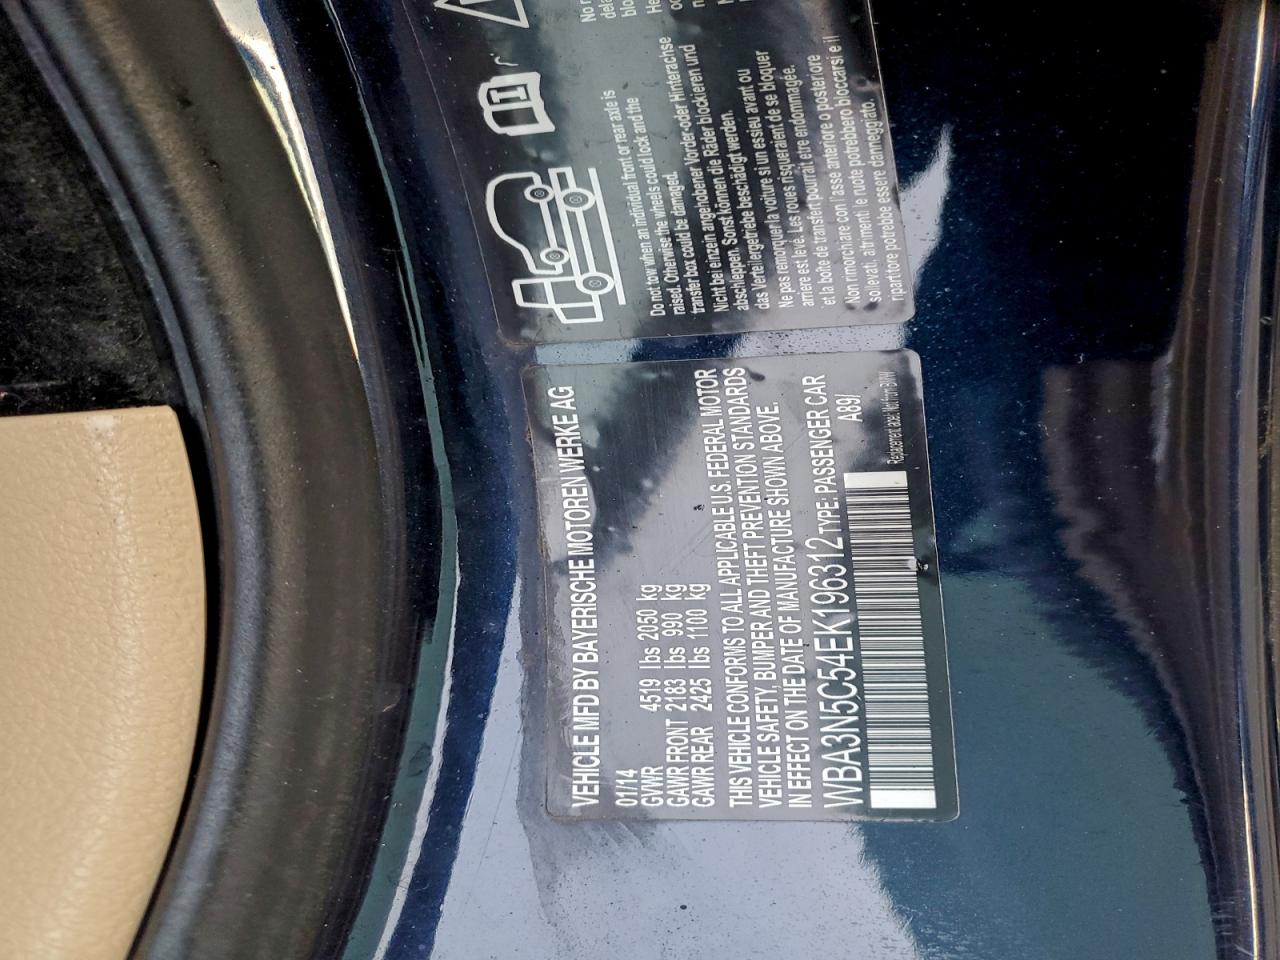 VEHICLE MFD BY BAYERISCHE MOTOREN WERKE AG
01/14
GVWR 4519 lbs 2050 kg
GAWR FRONT 2183 lbs 990 kg
GAWR REAR 2425 lbs 1100 kg
THIS VEHICLE CONFORMS TO ALL APPLICABLE U.S. FEDERAL MOTOR
VEHICLE SAFETY, BUMPER AND THEFT PREVENTION STANDARDS
IN EFFECT ON THE DATE OF MANUFACTURE SHOWN ABOVE.
WBA3N5C54EK196312 TYPE: PASSENGER CAR
A89/
Replacement label: Not from BMW
Do not tow when an individual front or rear axle is
raised. Otherwise the wheels could lock and the
transfer box could be damaged.
Nicht bei einzeln angehobener Vorder- oder Hinterachse
abschleppen. Sonst können die Räder blockieren und
das Verteilergetriebe beschädigt werden.
Ne pas remorquer la voiture si un essieu avant ou
arrière est levé. Les roues risqueraient de se bloquer
et la boîte de transfert pourrait être endommagée.
Non rimorchiare con l'asse anteriore o posteriore
sollevati, altrimenti le ruote potrebbero bloccarsi e il
ripartitore potrebbe essere danneggiato.